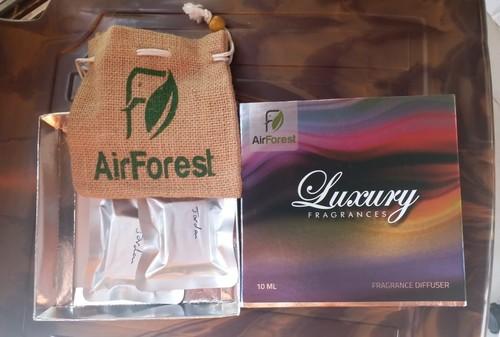 AirForest
AirForest
Luxury
FRAGRANCES
10 ML
FRAGRANCE DIFFUSER